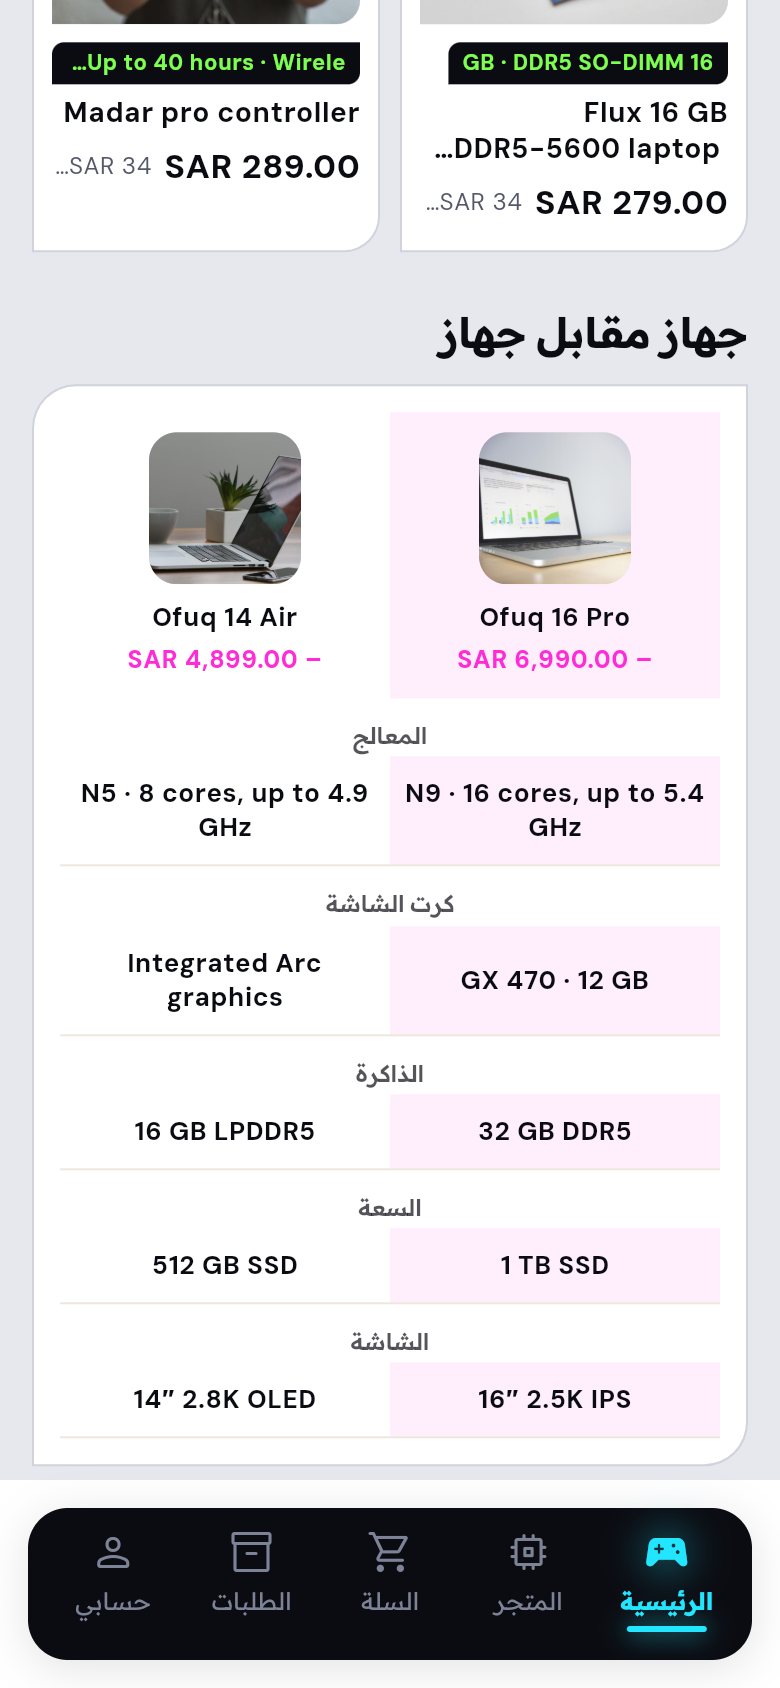 GB · DDR5 SO-DIMM 16
Flux 16 GB
...DDR5-5600 laptop
SAR 279.00 ...SAR 34
...Up to 40 hours · Wirele
Madar pro controller
SAR 289.00 ...SAR 34
جهاز مقابل جهاز
Ofuq 16 Pro
SAR 6,990.00 –
Ofuq 14 Air
SAR 4,899.00 –
المعالج
N9 · 16 cores, up to 5.4
GHz
N5 · 8 cores, up to 4.9
GHz
كرت الشاشة
GX 470 · 12 GB
Integrated Arc
graphics
الذاكرة
32 GB DDR5
16 GB LPDDR5
السعة
1 TB SSD
512 GB SSD
الشاشة
16″ 2.5K IPS
14″ 2.8K OLED
الرئيسية
المتجر
السلة
الطلبات
حسابي